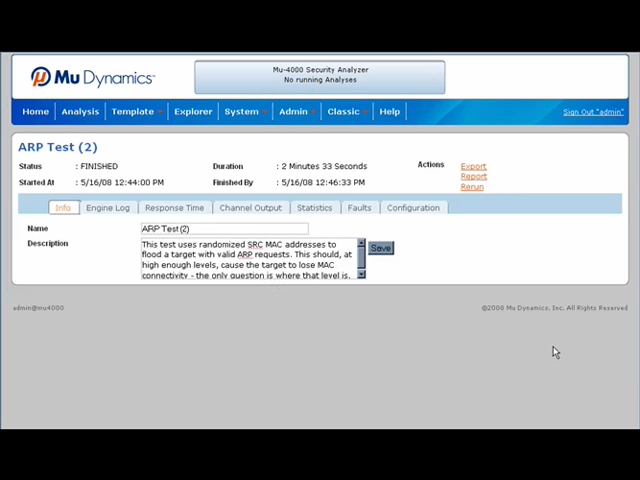 Mu Dynamics
Mu-4000 Security Analyzer
No running Analyses
Home Analysis Template Explorer System Admin Classic Help Sign Out "admin"
ARP Test (2)
Status : FINISHED Duration : 2 Minutes 33 Seconds Actions Export
Started At : 5/16/08 12:44:00 PM Finished By : 5/16/08 12:46:33 PM Report
Rerun
Info Engine Log Response Time Channel Output Statistics Faults Configuration
Name ARP Test (2)
Description This test uses randomized SRC MAC addresses to Save
flood a target with valid ARP requests. This should, at
high enough levels, cause the target to lose MAC
connectivity - the only question is where that level is.
admin@mu4000 ©2008 Mu Dynamics, Inc. All Rights Reserved